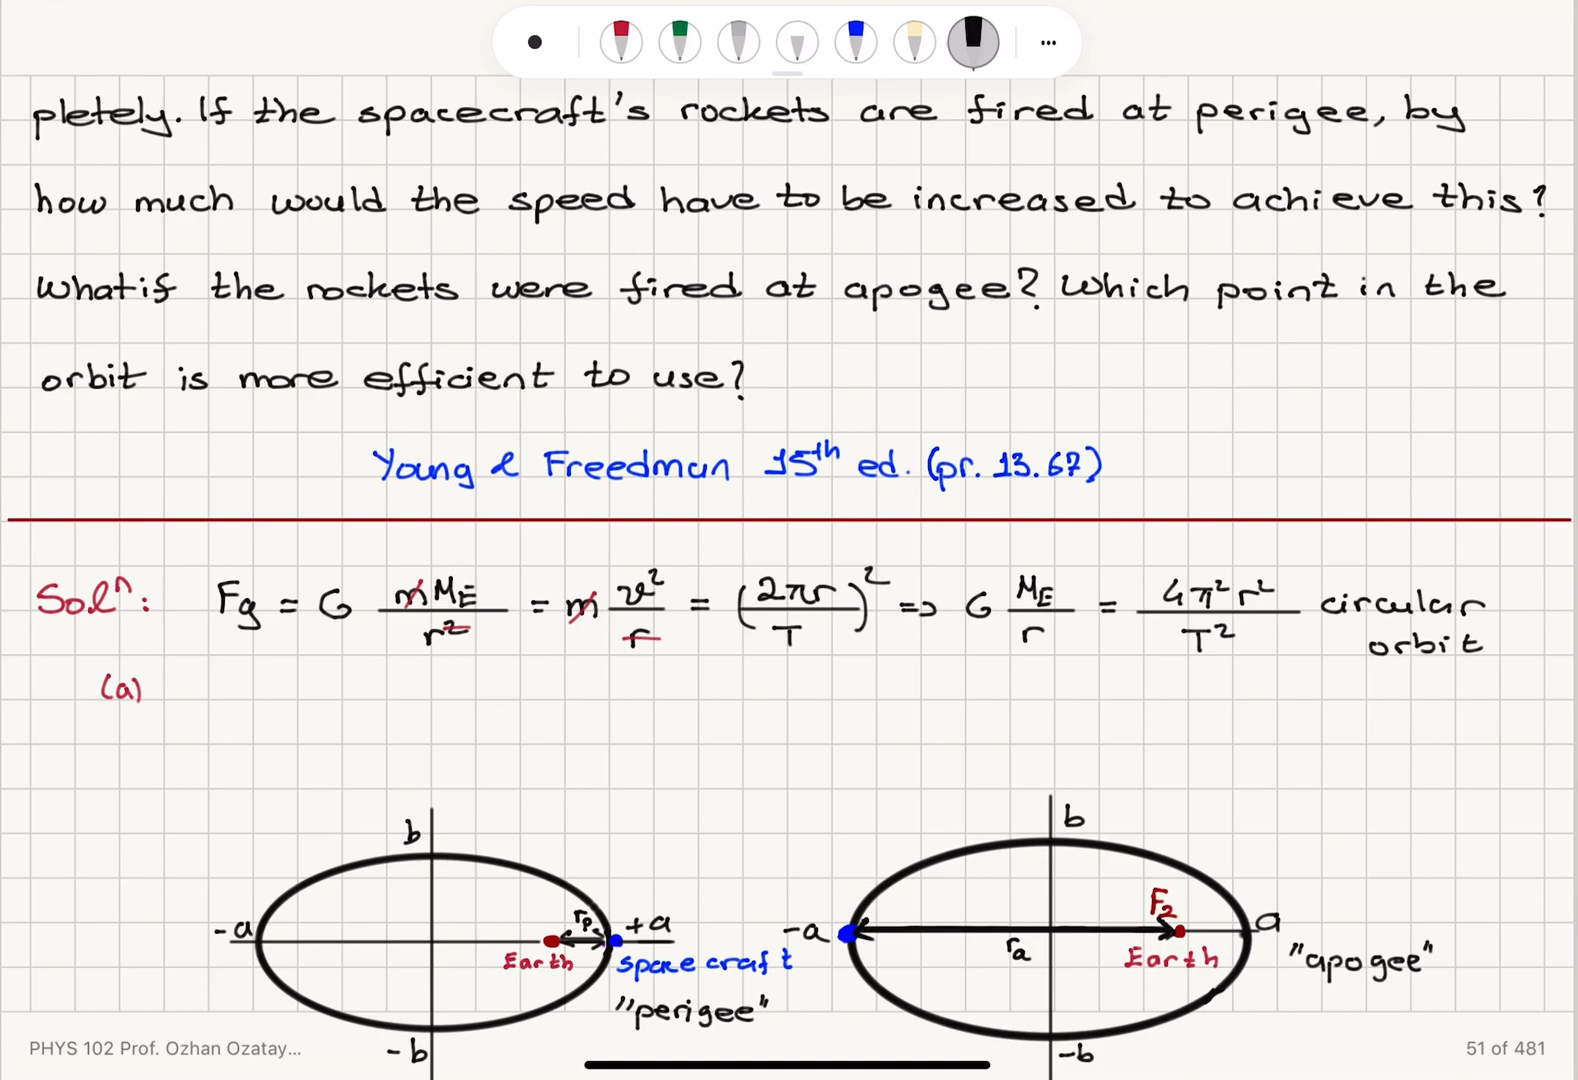 pletely. If the spacecraft's rockets are fired at perigee, by
how much would the speed have to be increased to achieve this?
what if the rockets were fired at apogee? Which point in the
orbit is more efficient to use?
Young & Freedman 15th ed. (pr. 13.67)
Solⁿ: Fg = G mM_E / r² = m v² / r = (2πr / T)² => G M_E / r = 4π²r² / T² circular orbit
(a)
b
-a
rp
+a
Earth
spacecraft
"perigee"
-b
b
-a
ra
F₂
a
Earth
"apogee"
-b
PHYS 102 Prof. Ozhan Ozatay...
51 of 481